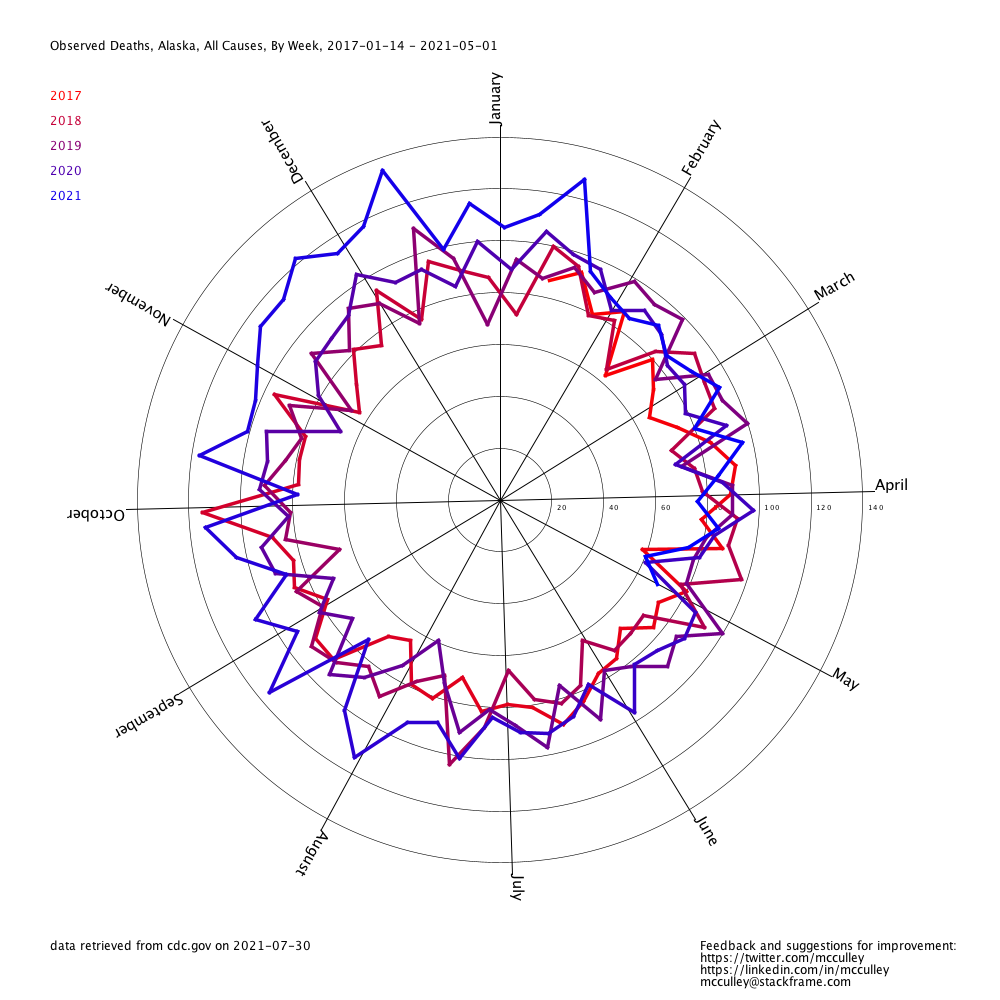 Observed Deaths, Alaska, All Causes, By Week, 2017-01-14 - 2021-05-01
2017
2018
2019
2020
2021
January
February
March
April
May
June
July
August
September
October
November
December
20
40
60
80
100
120
140
data retrieved from cdc.gov on 2021-07-30
Feedback and suggestions for improvement:
https://twitter.com/mcculley
https://linkedin.com/in/mcculley
mcculley@stackframe.com